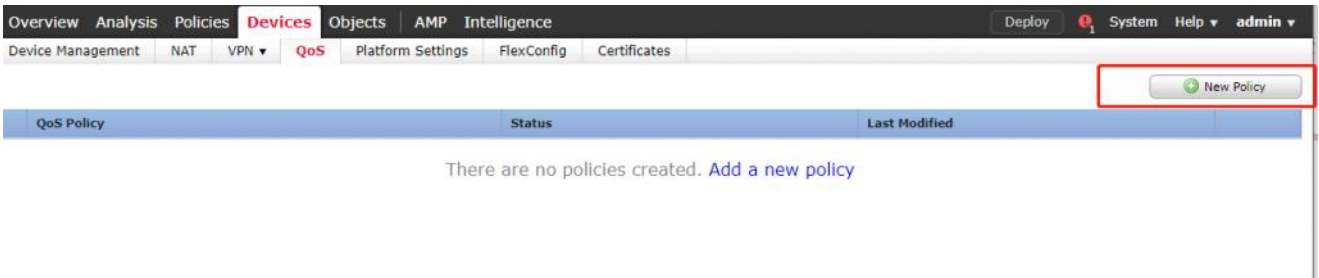 Overview Analysis Policies Devices Objects AMP Intelligence Deploy 1 System Help ▾ admin ▾
Device Management NAT VPN ▾ QoS Platform Settings FlexConfig Certificates
New Policy
QoS Policy Status Last Modified
There are no policies created. Add a new policy